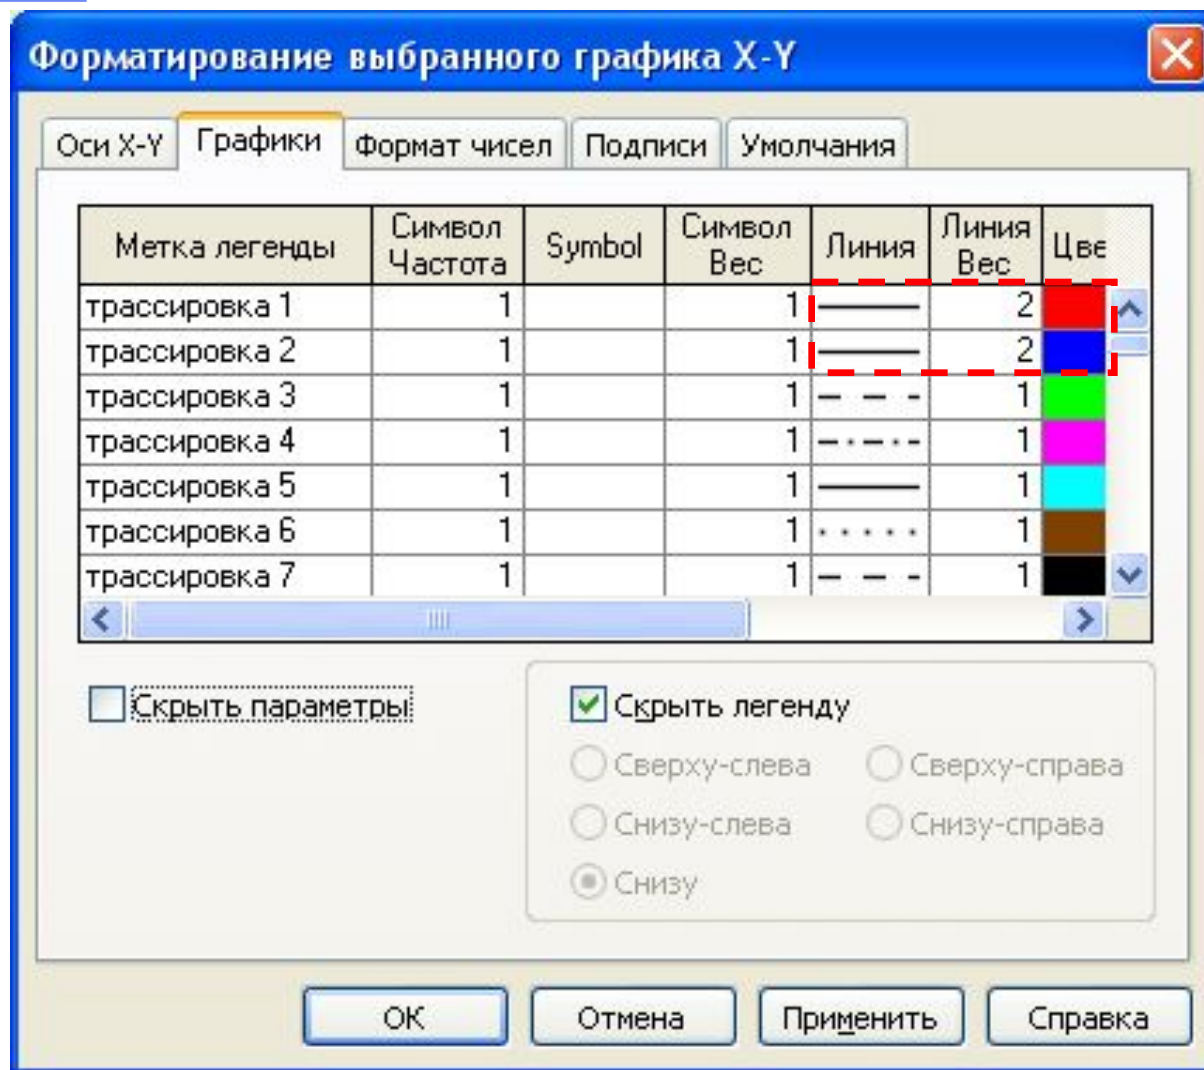 Форматирование выбранного графика X-Y
Оси X-Y Графики Формат чисел Подписи Умолчания
Метка легенды Символ Частота Symbol Символ Вес Линия Линия Вес Цве
трассировка 1 1 1 2
трассировка 2 1 1 2
трассировка 3 1 1 1
трассировка 4 1 1 1
трассировка 5 1 1 1
трассировка 6 1 1 1
трассировка 7 1 1 1
Скрыть параметры Скрыть легенду
Сверху-слева Сверху-справа
Снизу-слева Снизу-справа
Снизу
ОК Отмена Применить Справка